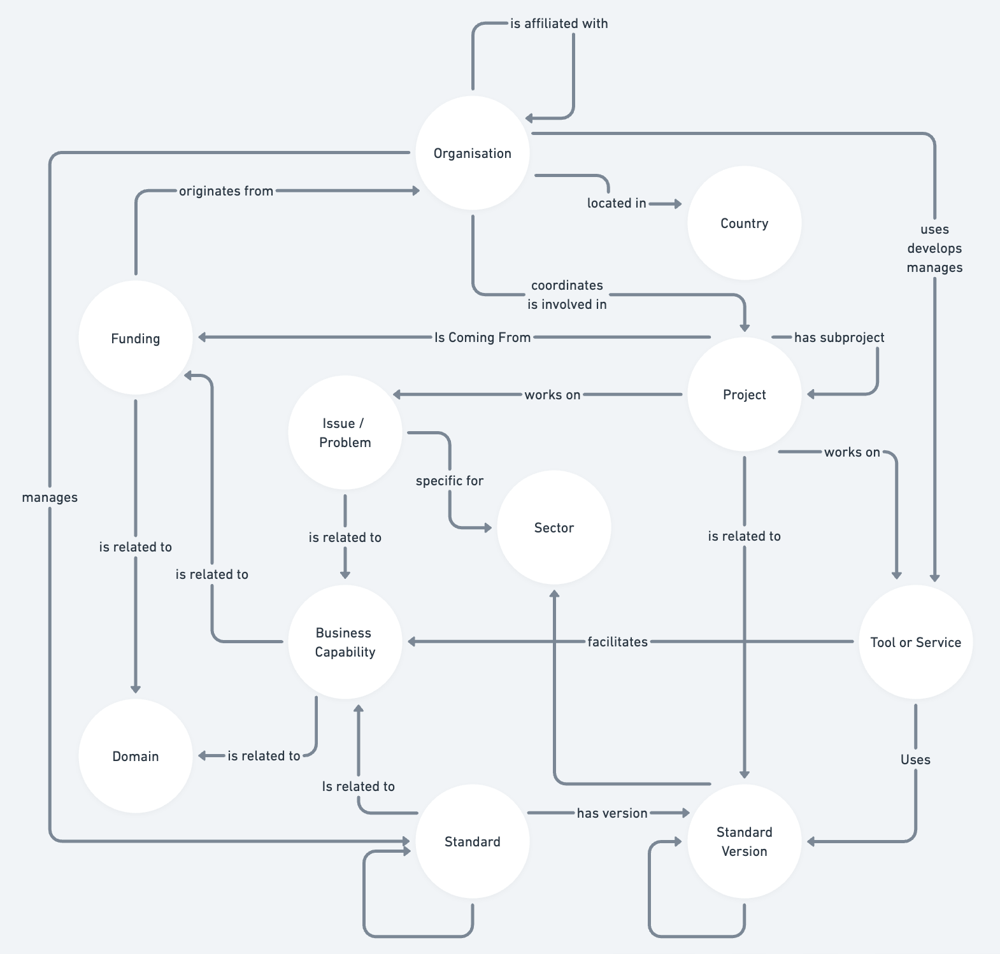 is affiliated with
Organisation
originates from
located in
Country
uses
develops
manages
coordinates
is involved in
Funding
Is Coming From
has subproject
works on
Project
Issue /
Problem
works on
specific for
manages
Sector
is related to
is related to
is related to
is related to
Business
Capability
facilitates
Tool or Service
Domain
is related to
Uses
Is related to
has version
Standard
Standard
Version